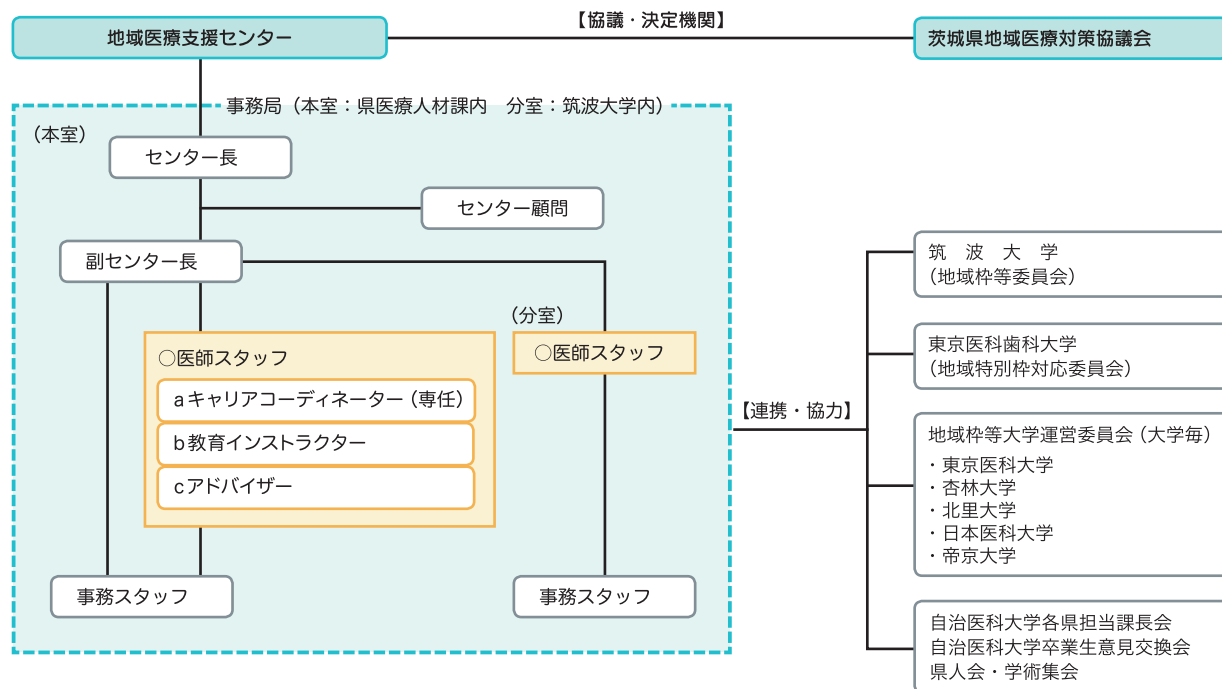 地域医療支援センター
【協議・決定機関】
茨城県地域医療対策協議会
事務局（本室：県医療人材課内　分室：筑波大学内）
（本室）
センター長
センター顧問
副センター長
（分室）
○医師スタッフ
aキャリアコーディネーター（専任）
b教育インストラクター
cアドバイザー
○医師スタッフ
事務スタッフ
事務スタッフ
【連携・協力】
筑　波　大　学
（地域枠等委員会）
東京医科歯科大学
（地域特別枠対応委員会）
地域枠等大学運営委員会（大学毎）
・東京医科大学
・杏林大学
・北里大学
・日本医科大学
・帝京大学
自治医科大学各県担当課長会
自治医科大学卒業生意見交換会
県人会・学術集会